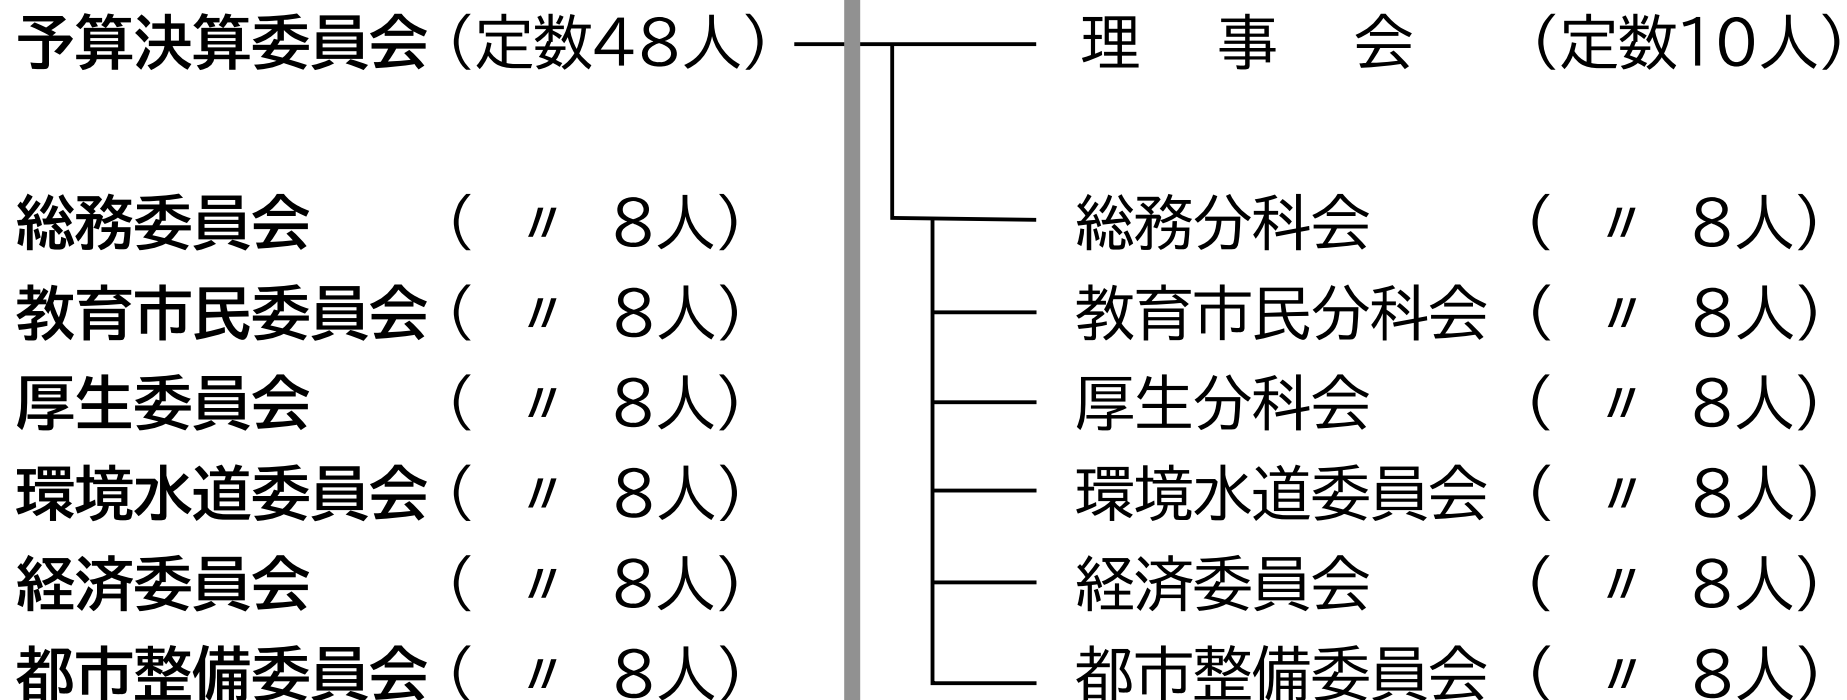 予算決算委員会（定数48人） 理事会（定数10人）
総務委員会（〃 8人） 総務分科会（〃 8人）
教育市民委員会（〃 8人） 教育市民分科会（〃 8人）
厚生委員会（〃 8人） 厚生分科会（〃 8人）
環境水道委員会（〃 8人） 環境水道委員会（〃 8人）
経済委員会（〃 8人） 経済委員会（〃 8人）
都市整備委員会（〃 8人） 都市整備委員会（〃 8人）